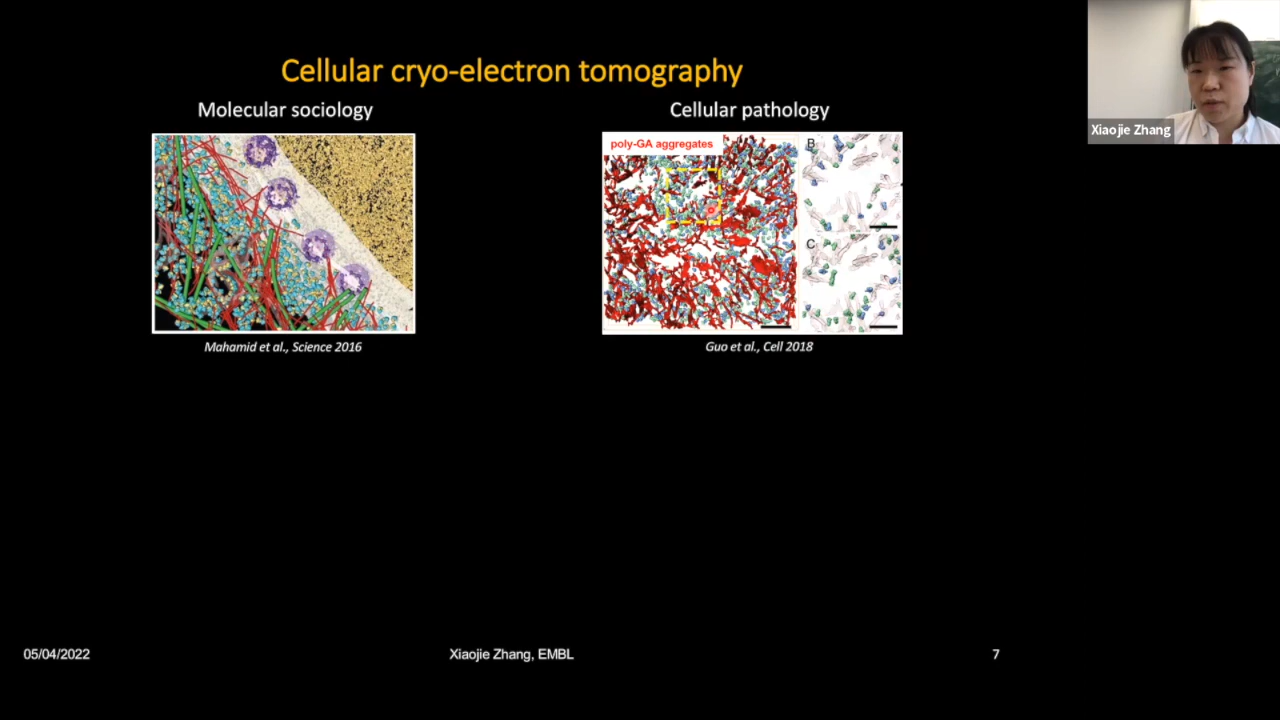 Cellular cryo-electron tomography
Molecular sociology
Cellular pathology
poly-GA aggregates
B
C
Mahamid et al., Science 2016
Guo et al., Cell 2018
Xiaojie Zhang
05/04/2022
Xiaojie Zhang, EMBL
7